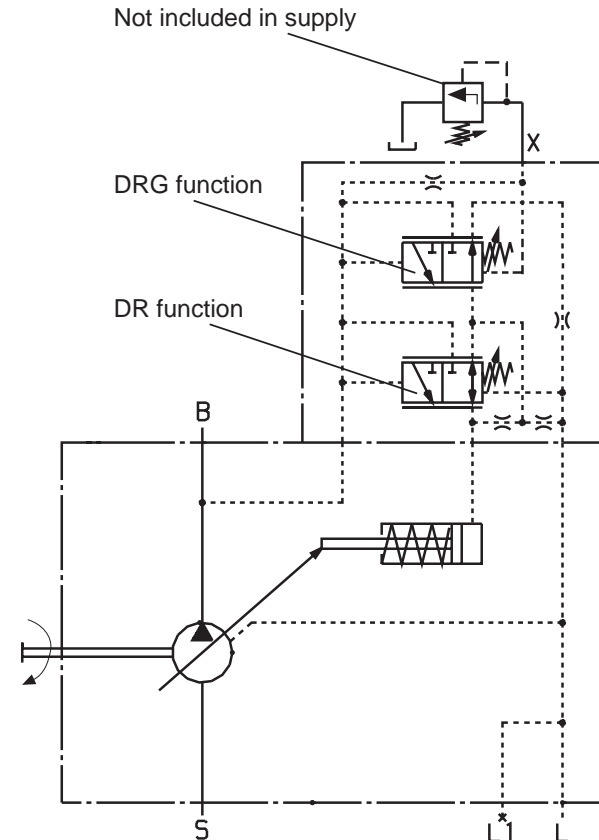 Not included in supply
X
DRG function
DR function
B
S
L1 L